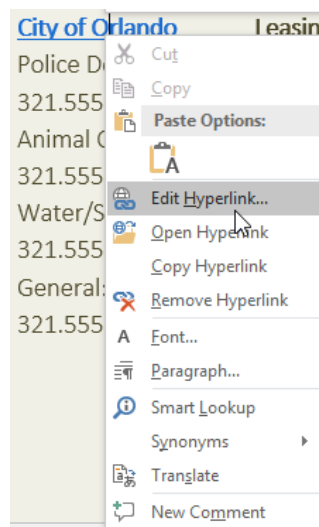 City of Orlando Leasin
Police D
321.555
Animal
321.555
Water/S
321.555
General:
321.555
Cut
Copy
Paste Options:
A
Edit Hyperlink...
Open Hyperlink
Copy Hyperlink
Remove Hyperlink
A Font...
Paragraph...
Smart Lookup
Synonyms
Translate
New Comment